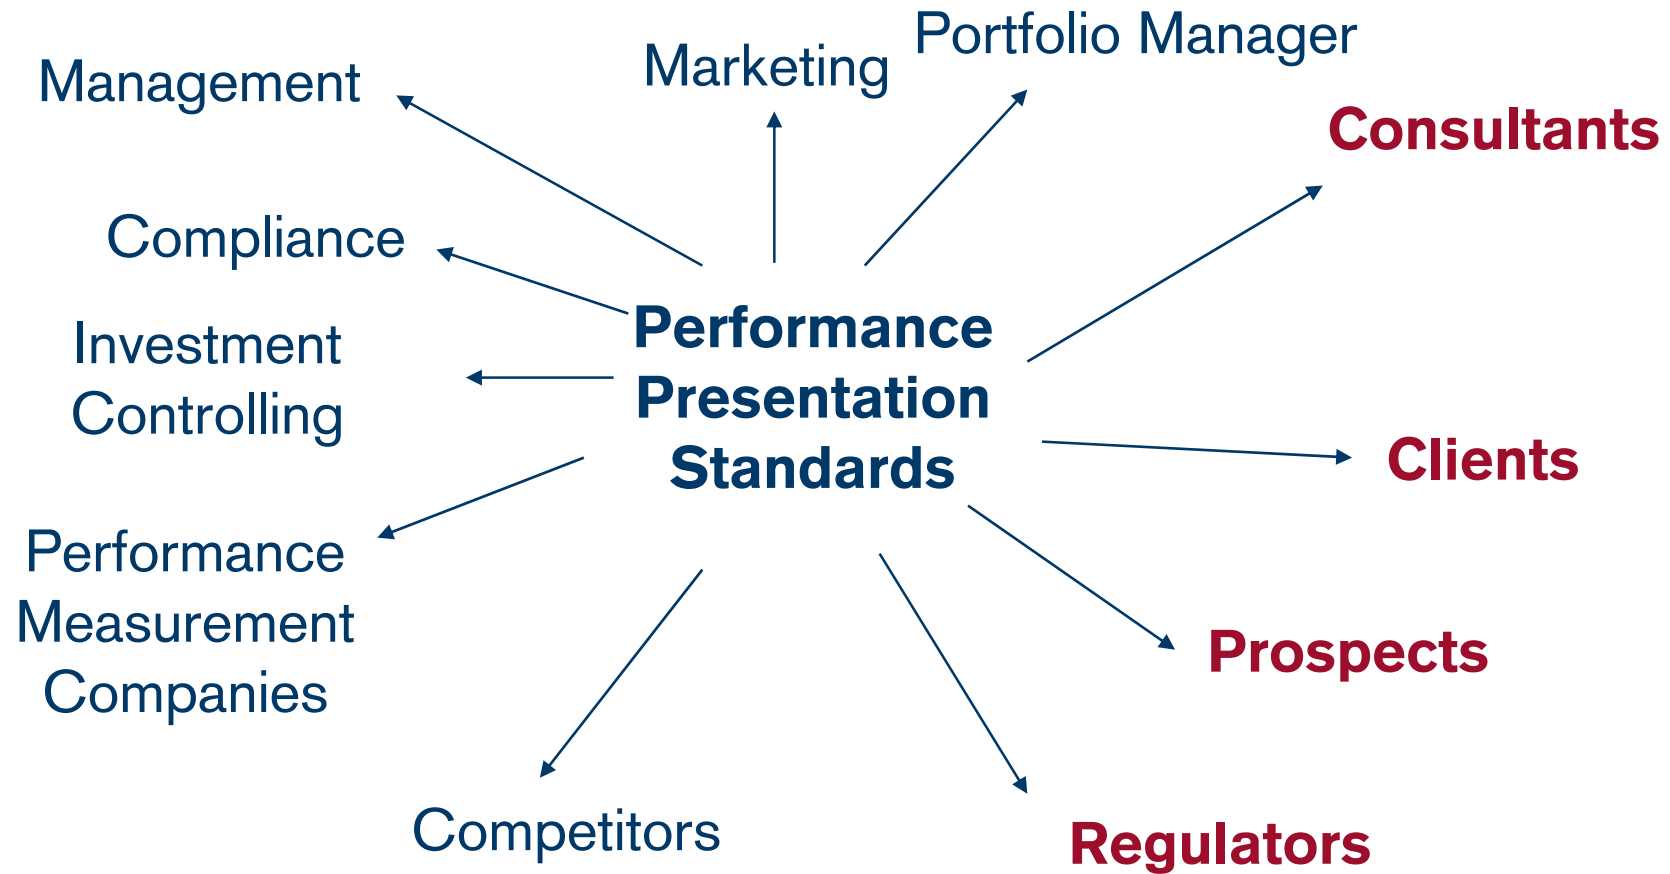 Portfolio Manager
Marketing
Management
Consultants
Compliance
Investment
Controlling
Performance
Presentation
Standards
Clients
Performance
Measurement
Companies
Prospects
Competitors
Regulators